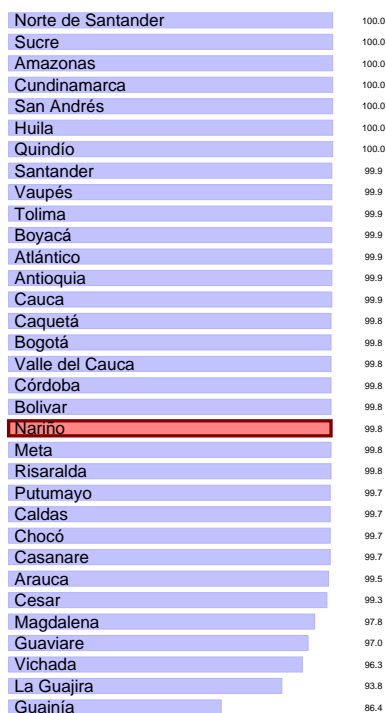 Norte de Santander 100.0
Sucre 100.0
Amazonas 100.0
Cundinamarca 100.0
San Andrés 100.0
Huila 100.0
Quindío 100.0
Santander 99.9
Vaupés 99.9
Tolima 99.9
Boyacá 99.9
Atlántico 99.9
Antioquia 99.9
Cauca 99.9
Caquetá 99.8
Bogotá 99.8
Valle del Cauca 99.8
Córdoba 99.8
Bolivar 99.8
Nariño 99.8
Meta 99.8
Risaralda 99.8
Putumayo 99.7
Caldas 99.7
Chocó 99.7
Casanare 99.7
Arauca 99.5
Cesar 99.3
Magdalena 97.8
Guaviare 97.0
Vichada 96.3
La Guajira 93.8
Guainía 86.4